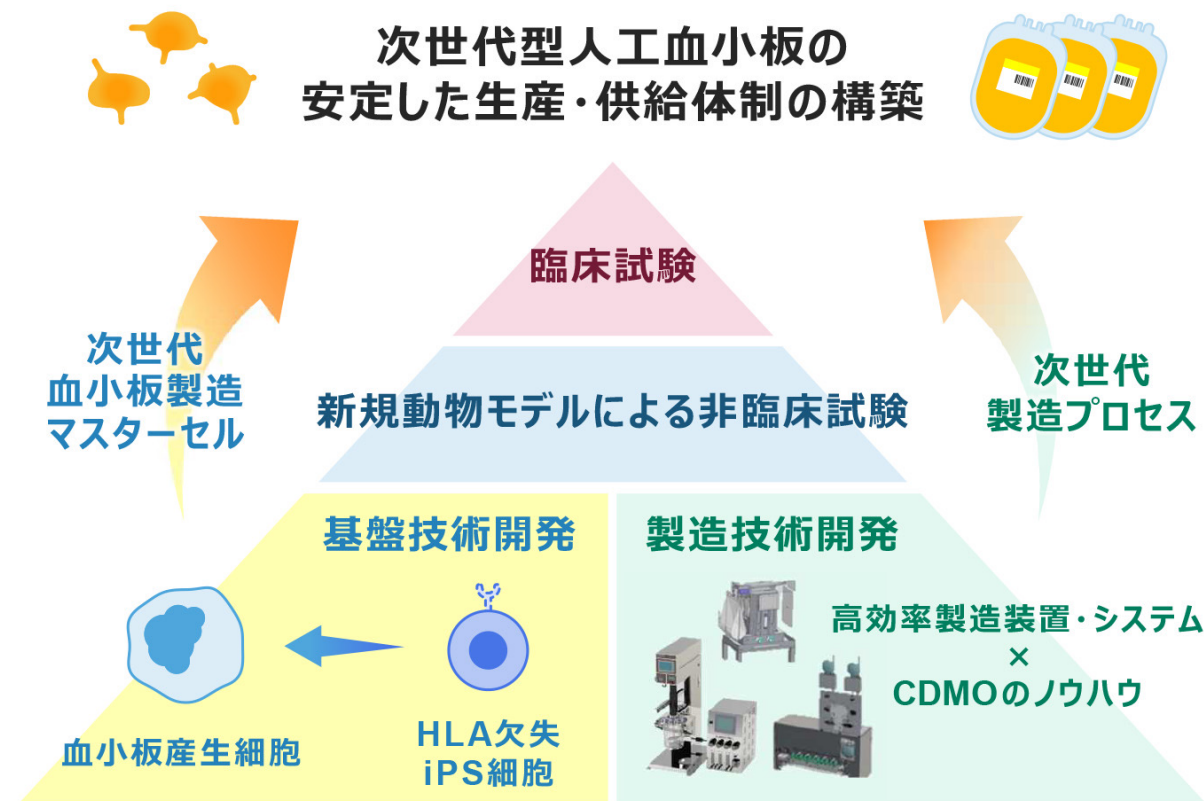 次世代型人工血小板の
安定した生産・供給体制の構築
臨床試験
次世代
血小板製造
マスターセル
新規動物モデルによる非臨床試験
次世代
製造プロセス
基盤技術開発
製造技術開発
血小板産生細胞
HLA欠失
iPS細胞
高効率製造装置・システム
×
CDMOのノウハウ